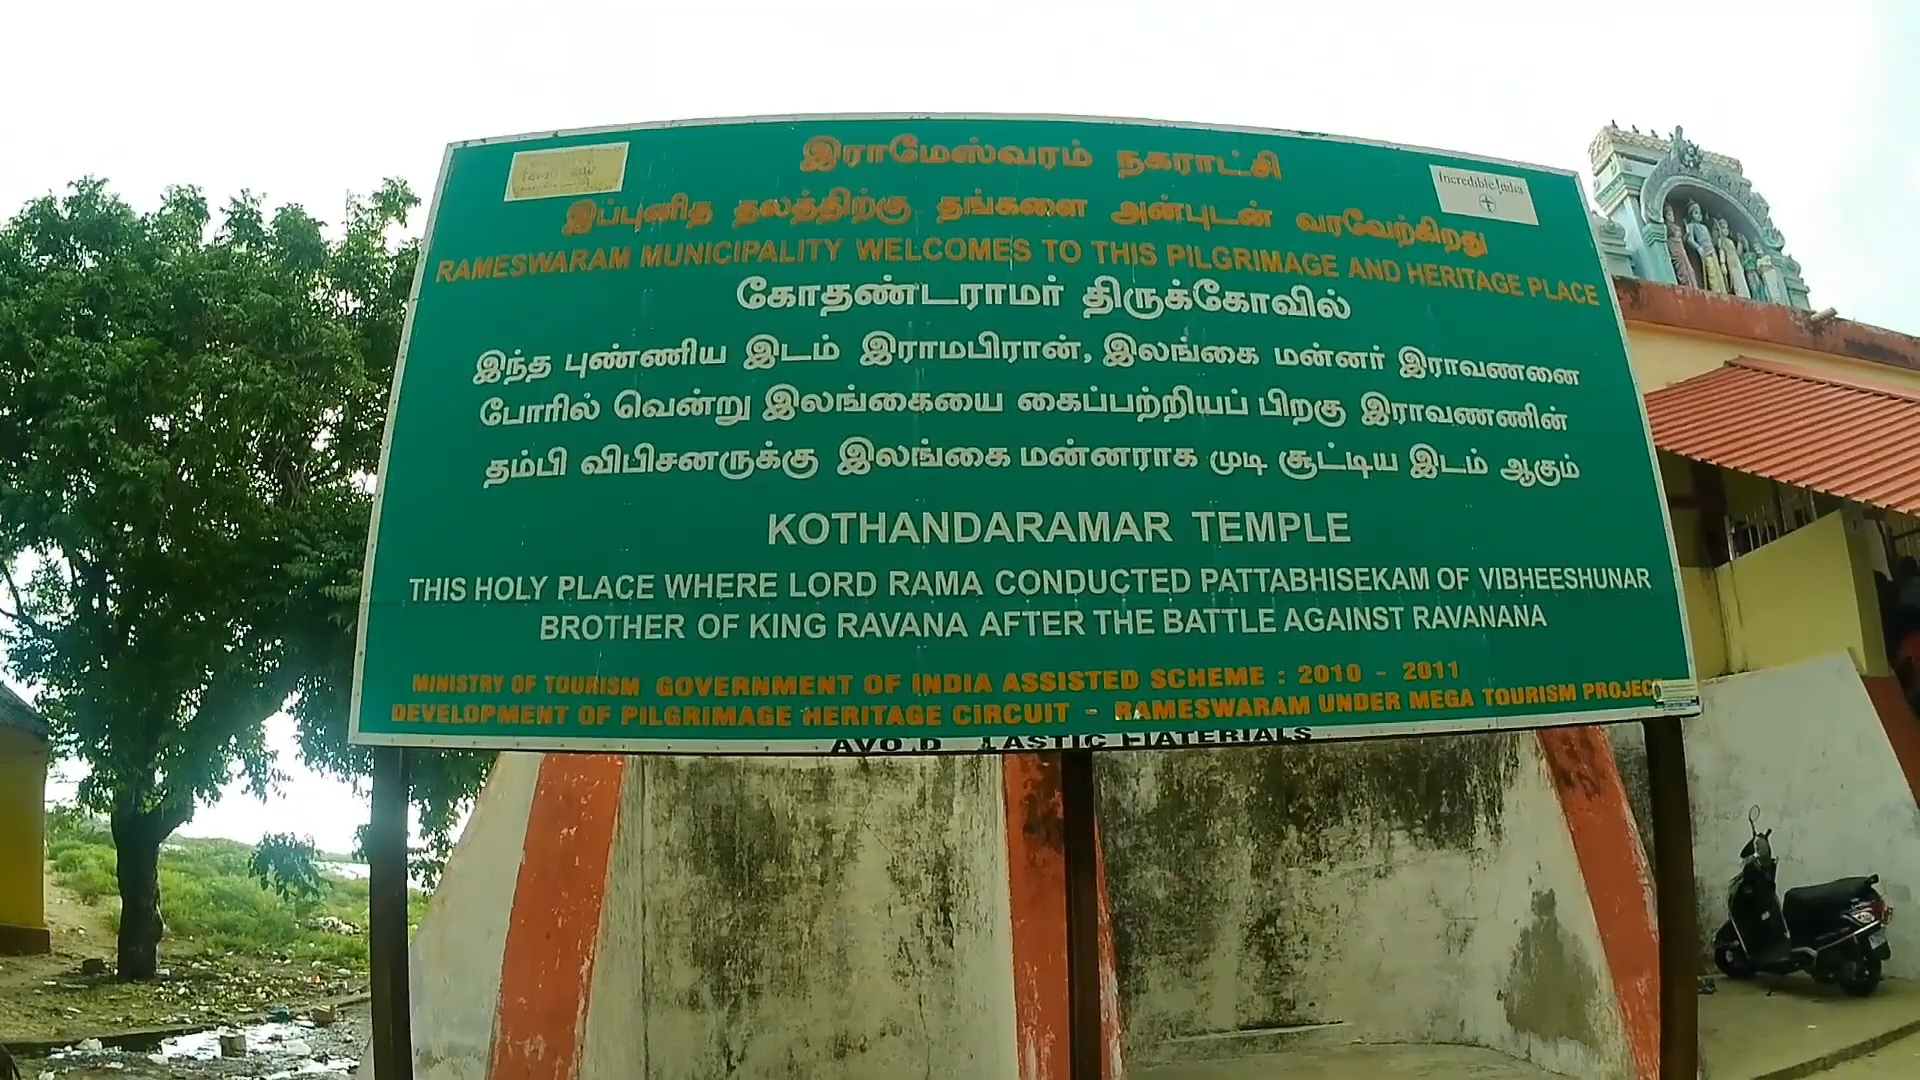 இராமேஸ்வரம் நகராட்சி
Incredible India
இப்புனித தலத்திற்கு தங்களை அன்புடன் வரவேற்கிறது
RAMESWARAM MUNICIPALITY WELCOMES TO THIS PILGRIMAGE AND HERITAGE PLACE
கோதண்டராமர் திருக்கோவில்
இந்த புண்ணிய இடம் இராமபிரான், இலங்கை மன்னர் இராவணனை
போரில் வென்று இலங்கையை கைப்பற்றியப் பிறகு இராவணணின்
தம்பி விபிசனருக்கு இலங்கை மன்னராக முடி சூட்டிய இடம் ஆகும்
KOTHANDARAMAR TEMPLE
THIS HOLY PLACE WHERE LORD RAMA CONDUCTED PATTABHISEKAM OF VIBHEESHUNAR
BROTHER OF KING RAVANA AFTER THE BATTLE AGAINST RAVANANA
MINISTRY OF TOURISM GOVERNMENT OF INDIA ASSISTED SCHEME : 2010 - 2011
DEVELOPMENT OF PILGRIMAGE HERITAGE CIRCUIT - RAMESWARAM UNDER MEGA TOURISM PROJECT